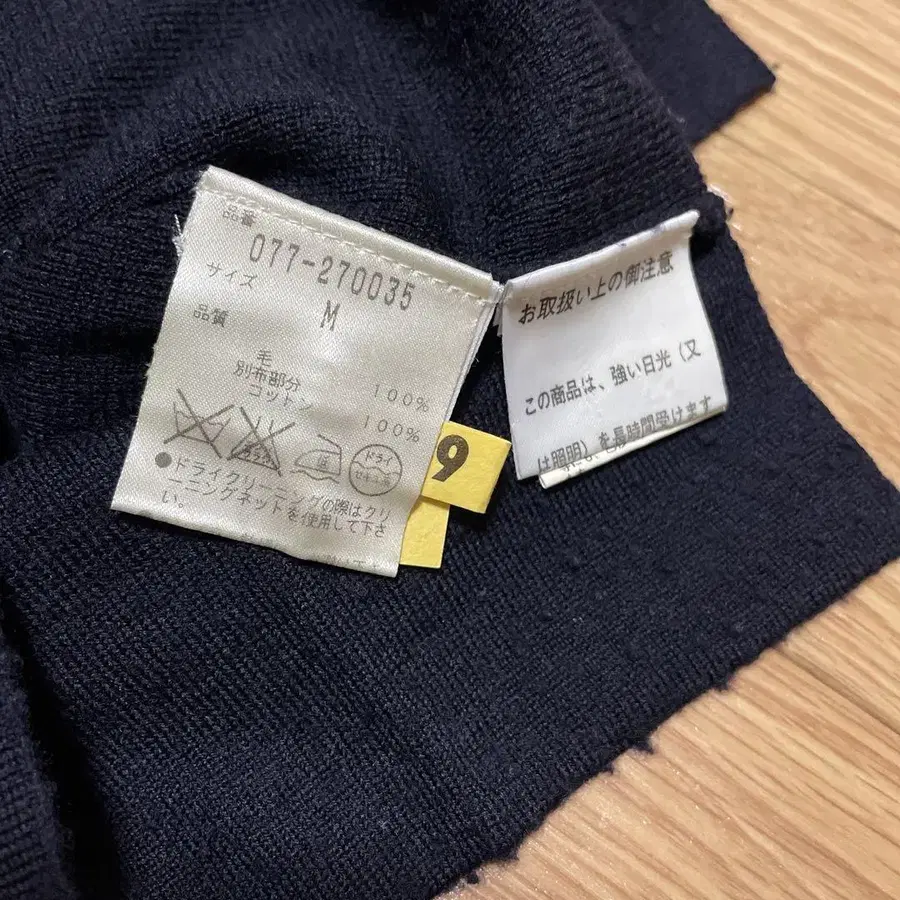 品番
077-270035
サイズ
M
品質
毛 100%
別布部分
コットン 100%
ドライ
●ドライクリーニングの際はクリ
ーニングネットを使用して下さ
い。
9
お取扱い上の御注意
この商品は、強い日光（又
は照明）を長時間受けます